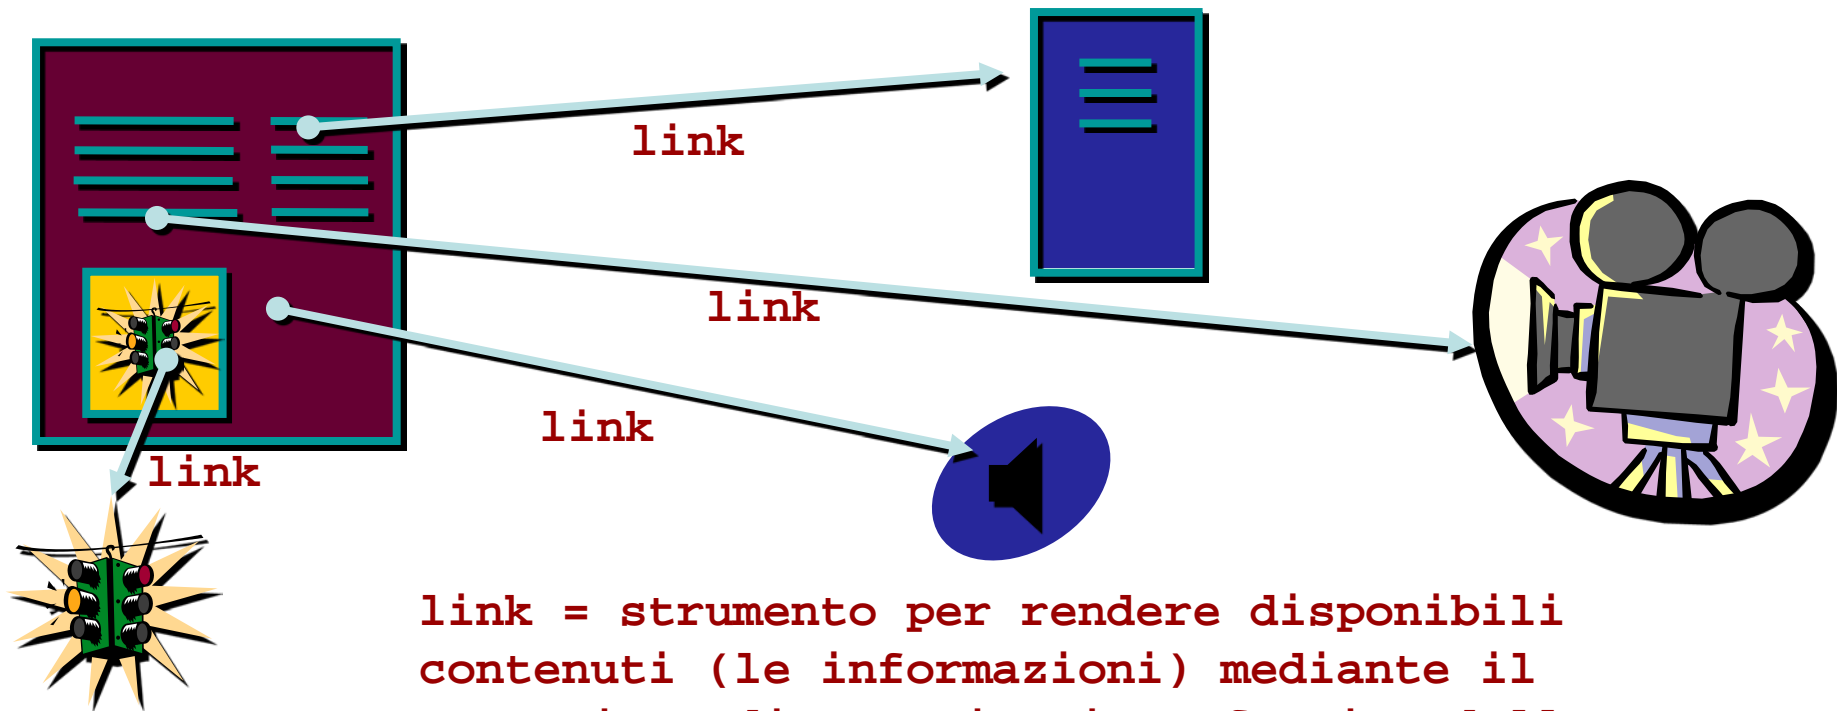 link
link
link
link
link = strumento per rendere disponibili
contenuti (le informazioni) mediante il